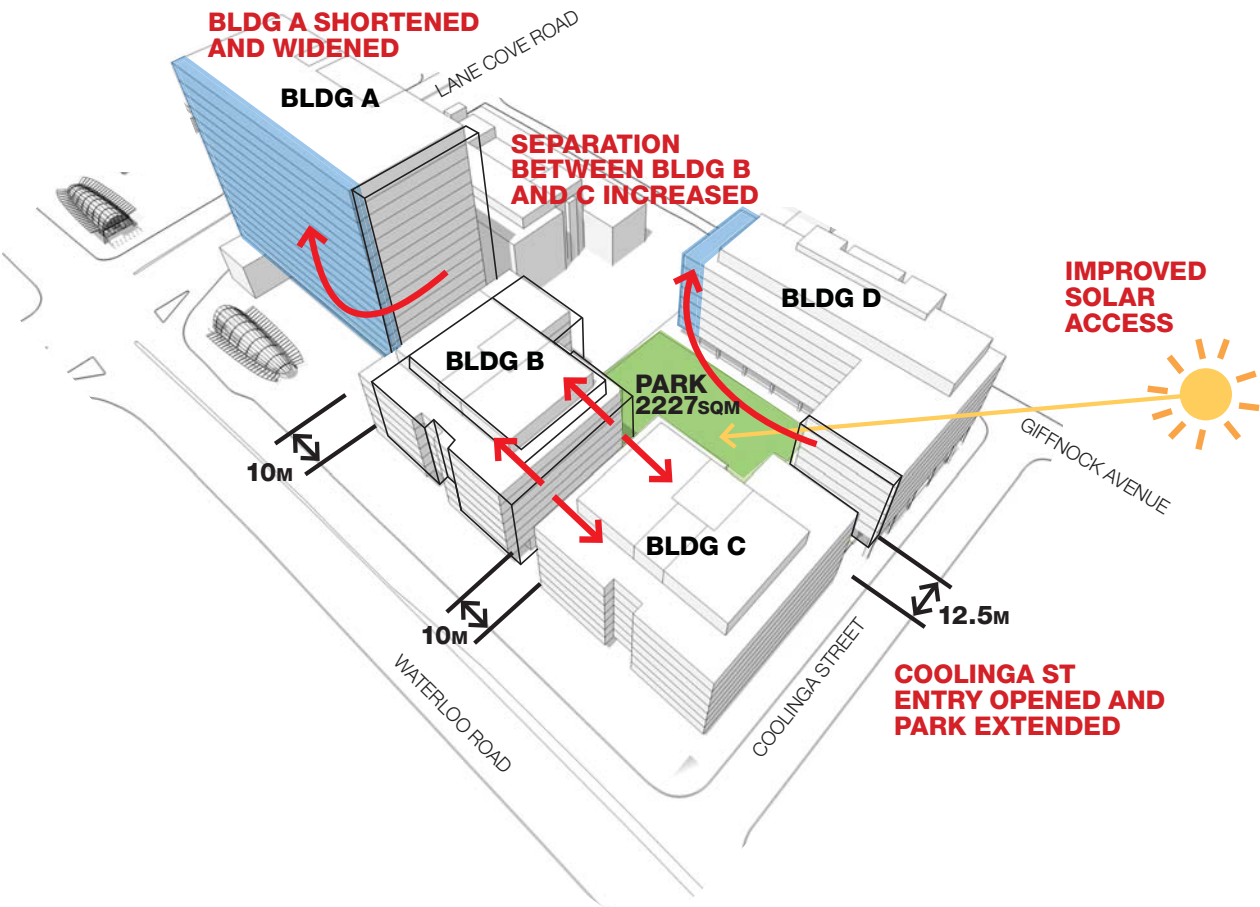 BLDG A SHORTENED
AND WIDENED
LANE COVE ROAD
BLDG A
SEPARATION
BETWEEN BLDG B
AND C INCREASED
IMPROVED
SOLAR
ACCESS
BLDG D
BLDG B
PARK
2227SQM
GIFFNOCK AVENUE
10M
BLDG C
12.5M
10M
COOLINGA STREET
WATERLOO ROAD
COOLINGA ST
ENTRY OPENED AND
PARK EXTENDED